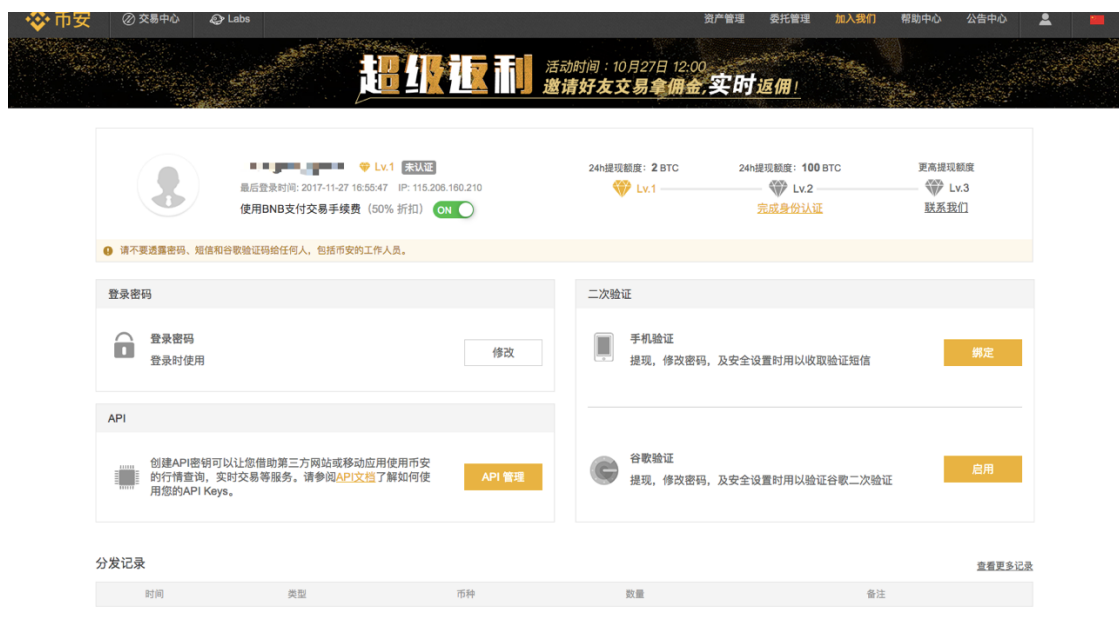 币安 交易中心 Labs 资产管理 委托管理 加入我们 帮助中心 公告中心
超级返利 活动时间：10月27日 12:00
邀请好友交易拿佣金,实时返佣!
Lv.1 未认证
最后登录时间: 2017-11-27 16:55:47 IP: 115.206.160.210
使用BNB支付交易手续费（50% 折扣） ON
24h提现额度：2 BTC 24h提现额度：100 BTC 更高提现额度
Lv.1 Lv.2 Lv.3
完成身份认证 联系我们
请不要透露密码、短信和谷歌验证码给任何人，包括币安的工作人员。
登录密码
登录密码
登录时使用
修改
API
创建API密钥可以让您借助第三方网站或移动应用使用币安
的行情查询，实时交易等服务。请参阅API文档了解如何使
用您的API Keys。
API 管理
二次验证
手机验证
提现，修改密码，及安全设置时用以收取验证短信
绑定
谷歌验证
提现，修改密码，及安全设置时用以验证谷歌二次验证
启用
分发记录 查看更多记录
时间 类型 币种 数量 备注